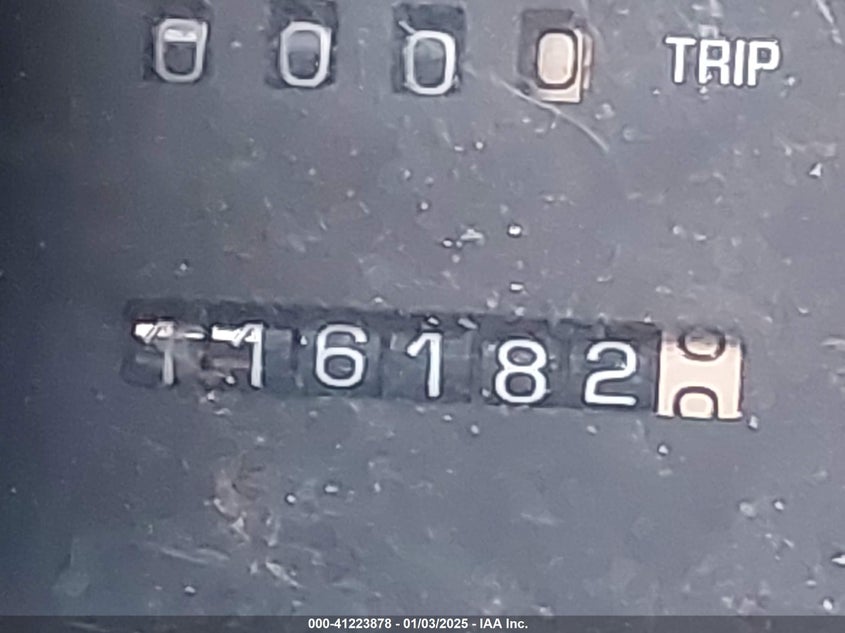 0000 TRIP
116182
000-41223878 - 01/03/2025 - IAA Inc.